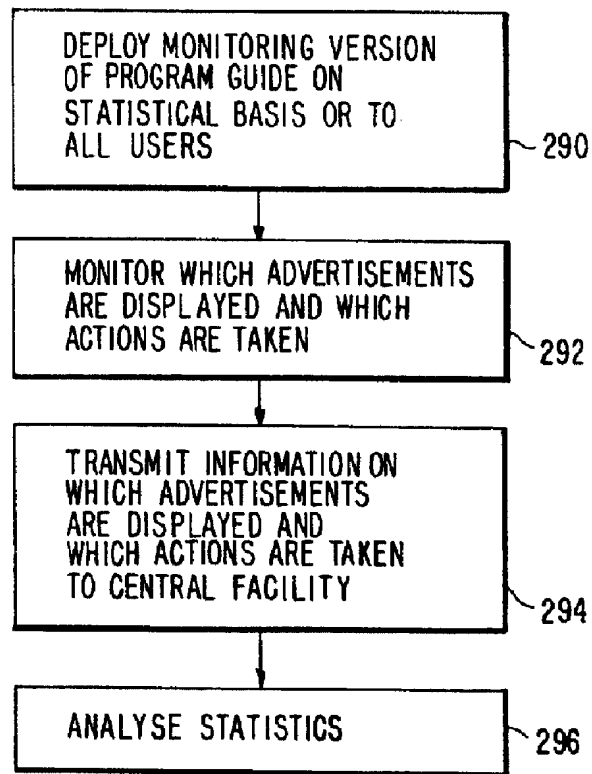 DEPLOY MONITORING VERSION
OF PROGRAM GUIDE ON
STATISTICAL BASIS OR TO
ALL USERS
290
MONITOR WHICH ADVERTISEMENTS
ARE DISPLAYED AND WHICH
ACTIONS ARE TAKEN
292
TRANSMIT INFORMATION ON
WHICH ADVERTISEMENTS
ARE DISPLAYED AND
WHICH ACTIONS ARE TAKEN
TO CENTRAL FACILITY
294
ANALYSE STATISTICS
296